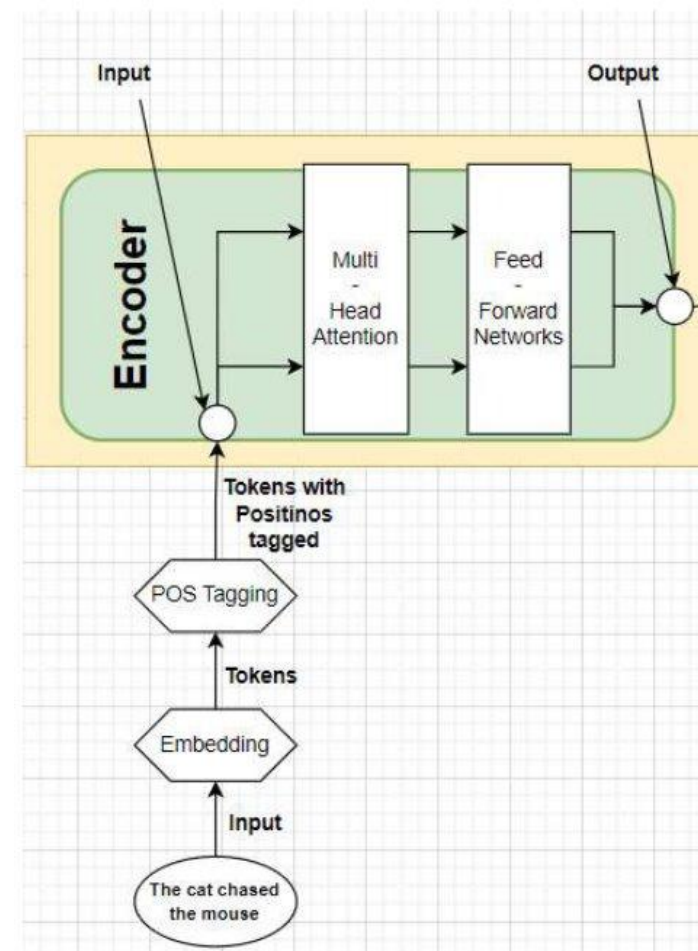 Input
Output
Encoder
Multi
-
Head
Attention
Feed
-
Forward
Networks
Tokens with
Positinos
tagged
POS Tagging
Tokens
Embedding
Input
The cat chased
the mouse